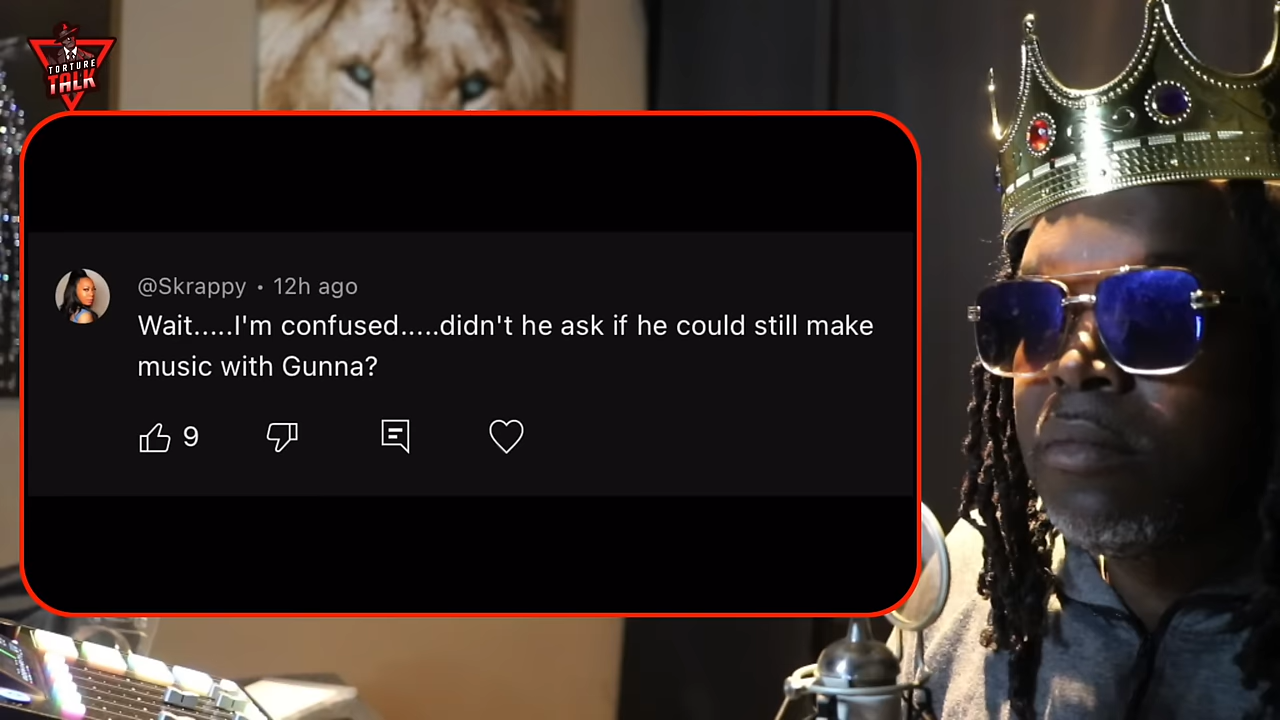 TORTURE
TALK
@Skrappy • 12h ago
Wait.....I'm confused.....didn't he ask if he could still make
music with Gunna?
9